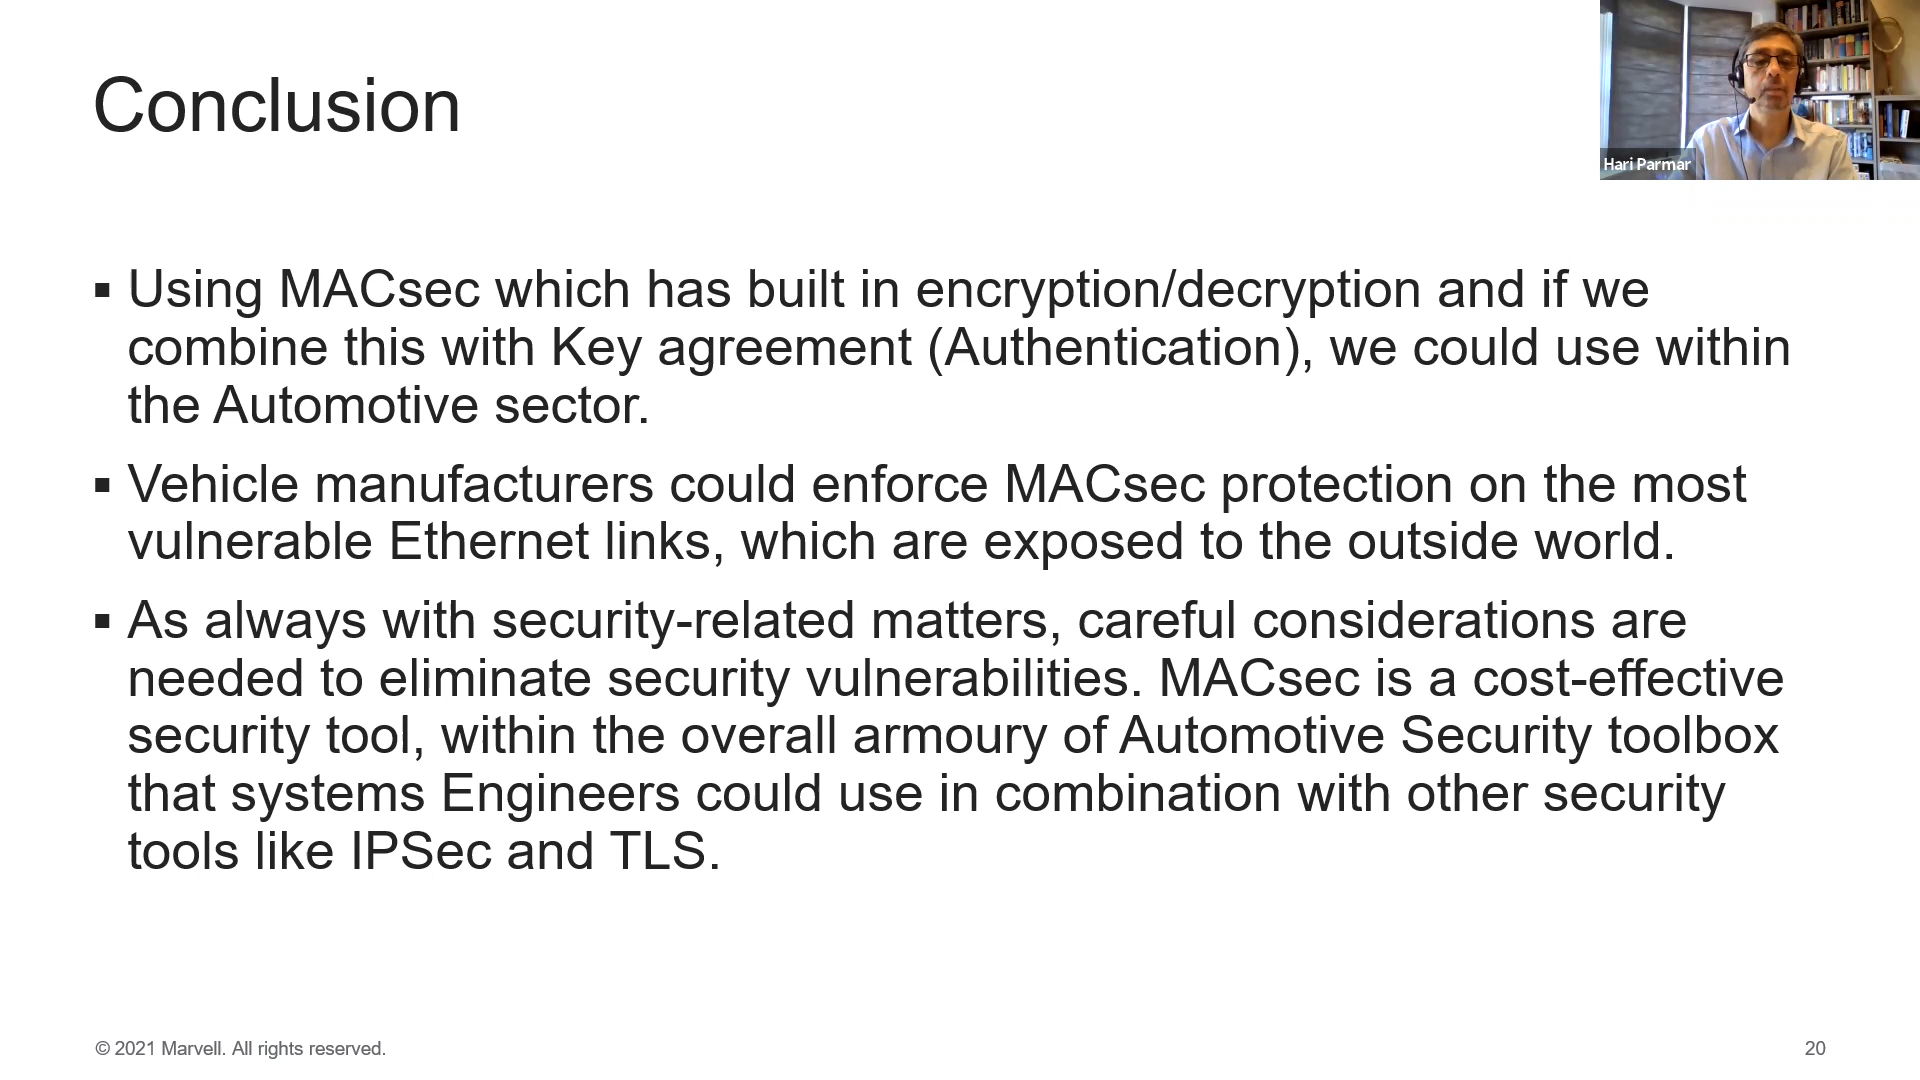 Conclusion
Hari Parmar
▪ Using MACsec which has built in encryption/decryption and if we
combine this with Key agreement (Authentication), we could use within
the Automotive sector.
▪ Vehicle manufacturers could enforce MACsec protection on the most
vulnerable Ethernet links, which are exposed to the outside world.
▪ As always with security-related matters, careful considerations are
needed to eliminate security vulnerabilities. MACsec is a cost-effective
security tool, within the overall armoury of Automotive Security toolbox
that systems Engineers could use in combination with other security
tools like IPSec and TLS.
© 2021 Marvell. All rights reserved.
20